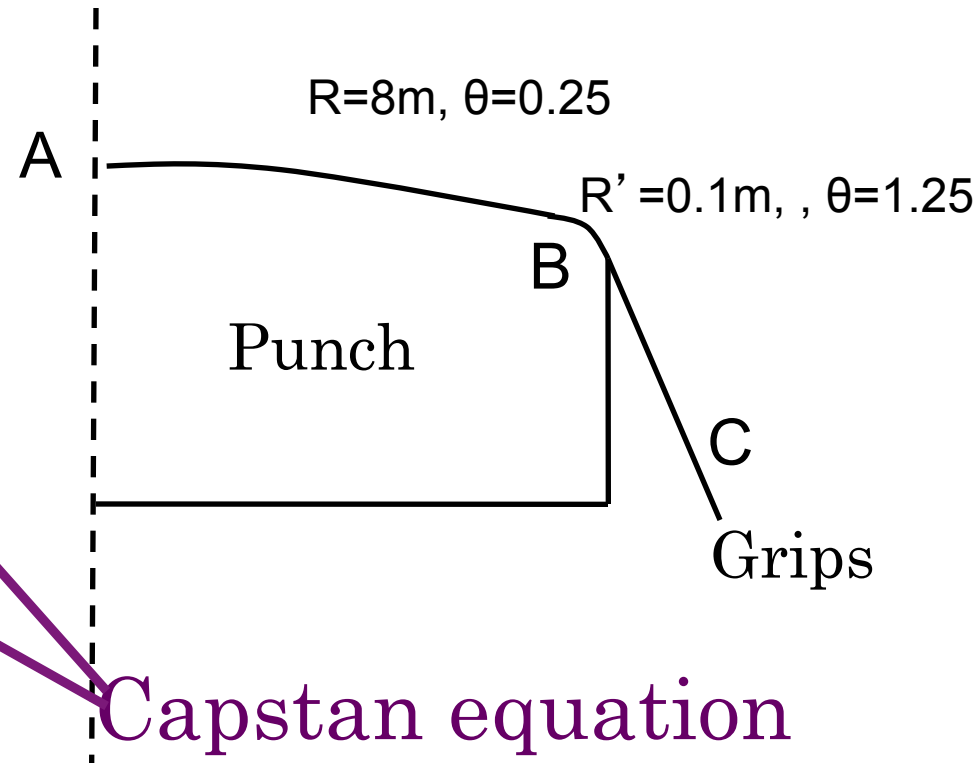 R=8m, θ=0.25
A
R’ =0.1m, , θ=1.25
B
Punch
C
Grips
Capstan equation